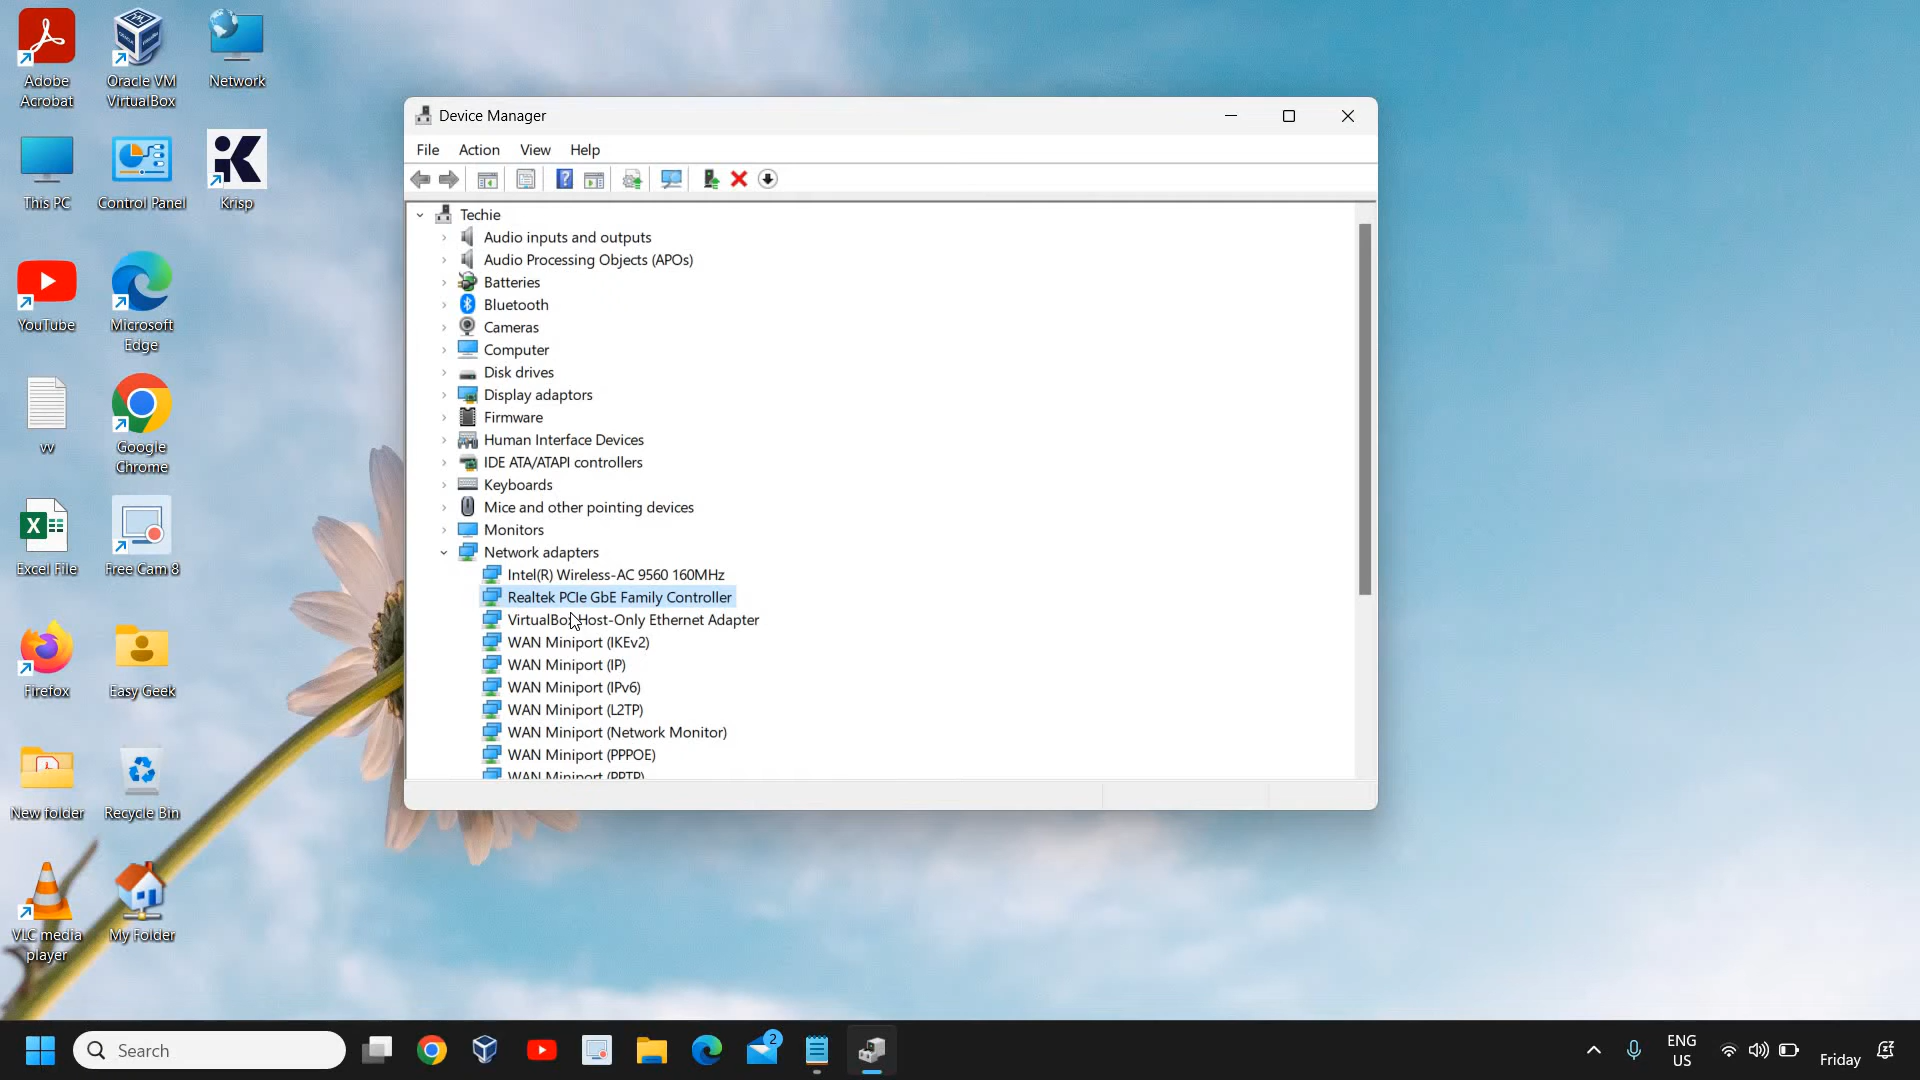 Adobe
Acrobat
Oracle VM
VirtualBox
Network
This PC
Control Panel
Krisp
YouTube
Microsoft
Edge
vv
Google
Chrome
Excel File
Free Cam 8
Firefox
Easy Geek
New folder
Recycle Bin
VLC media
player
My Folder
Device Manager
File Action View Help
Techie
Audio inputs and outputs
Audio Processing Objects (APOs)
Batteries
Bluetooth
Cameras
Computer
Disk drives
Display adaptors
Firmware
Human Interface Devices
IDE ATA/ATAPI controllers
Keyboards
Mice and other pointing devices
Monitors
Network adapters
Intel(R) Wireless-AC 9560 160MHz
Realtek PCIe GbE Family Controller
VirtualBox Host-Only Ethernet Adapter
WAN Miniport (IKEv2)
WAN Miniport (IP)
WAN Miniport (IPv6)
WAN Miniport (L2TP)
WAN Miniport (Network Monitor)
WAN Miniport (PPPOE)
WAN Miniport (PPTP)
Search
2
ENG
US
Friday